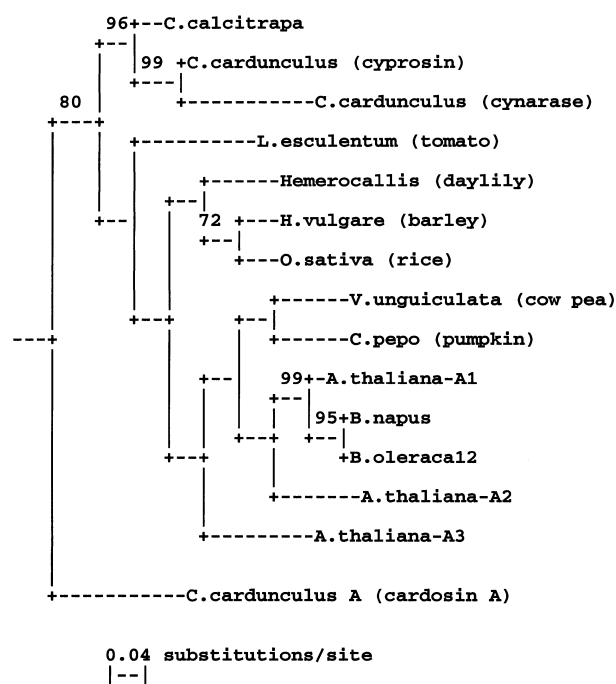 96 C.calcitrapa
99 C.cardunculus (cyprosin)
80 C.cardunculus (cynarase)
L.esculentum (tomato)
Hemerocallis (daylily)
72 H.vulgare (barley)
O.sativa (rice)
V.unguiculata (cow pea)
C.pepo (pumpkin)
99 A.thaliana-A1
95 B.napus
B.oleraca12
A.thaliana-A2
A.thaliana-A3
C.cardunculus A (cardosin A)
0.04 substitutions/site